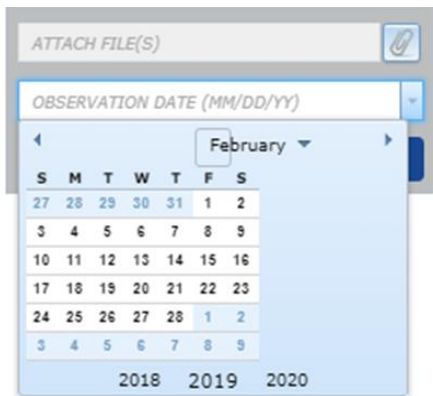 ATTACH FILE(S)
OBSERVATION DATE (MM/DD/YY)
February
S M T W T F S
27 28 29 30 31 1 2
3 4 5 6 7 8 9
10 11 12 13 14 15 16
17 18 19 20 21 22 23
24 25 26 27 28 1 2
3 4 5 6 7 8 9
2018 2019 2020